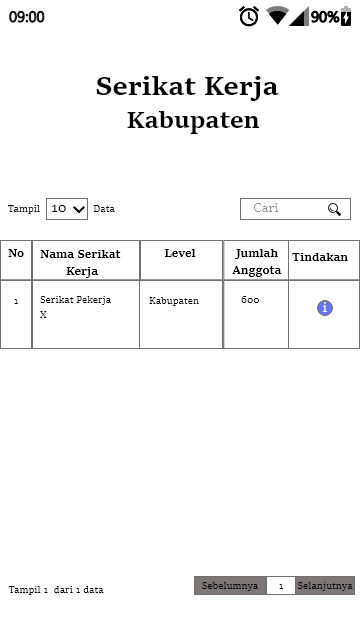 09:00 90%
Serikat Kerja
Kabupaten
Tampil 10 Data Cari
No Nama Serikat Kerja Level Jumlah Anggota Tindakan
1 Serikat Pekerja X Kabupaten 600 i
Tampil 1 dari 1 data Sebelumnya 1 Selanjutnya